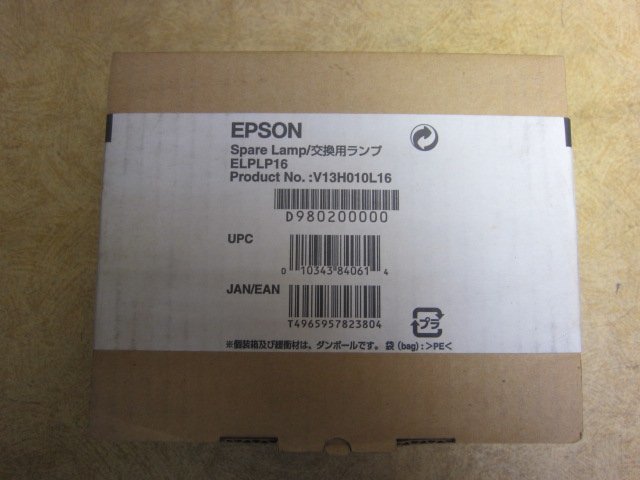 EPSON
Spare Lamp/交換用ランプ
ELPLP16
Product No. :V13H010L16
D980200000
UPC
0 10343 84061 4
JAN/EAN
T4965957823804
プラ
※個装箱及び緩衝材は、ダンボールです。 袋 (bag) : >PE<